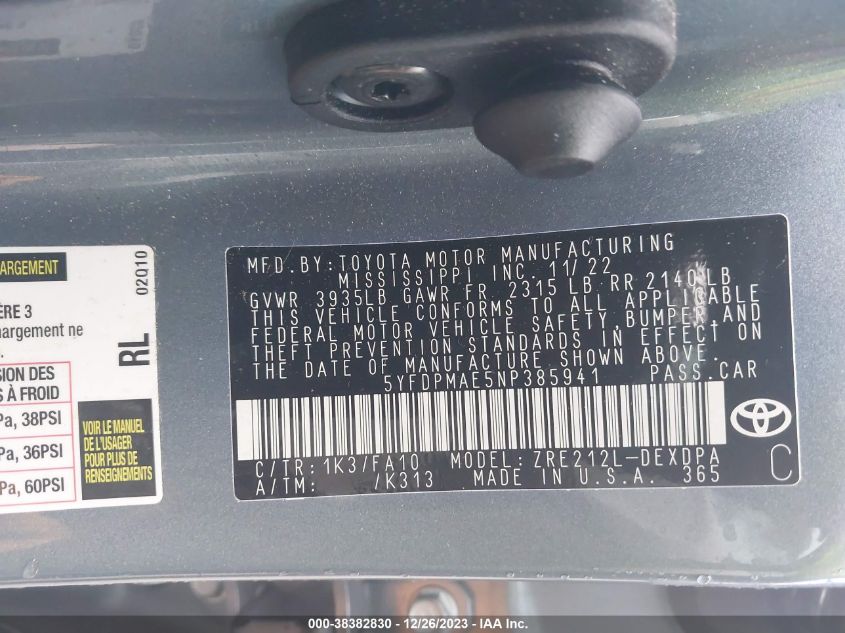 ARGEMENT
02010
ÈRE 3
chargement ne
RL
SION DES
S À FROID
Pa, 38PSI
Pa, 36PSI
Pa, 60PSI
VOIR LE MANUEL
DE L'USAGER
POUR PLUS DE
RENSEIGNEMENTS
MFD. BY: TOYOTA MOTOR MANUFACTURING
MISSISSIPPI INC. 11/22
GVWR 3935LB GAWR FR 2315 LB RR 2140 LB
THIS VEHICLE CONFORMS TO ALL APPLICABLE
FEDERAL MOTOR VEHICLE SAFETY, BUMPER, AND
THEFT PREVENTION STANDARDS IN EFFECT ON
THE DATE OF MANUFACTURE SHOWN ABOVE.
5YFDPMAE5NP385941 PASS. CAR
C/TR: 1K3/FA10 MODEL: ZRE212L-DEXDPA
A/TM: /K313 MADE IN U.S.A. 365
C
000-38382830 - 12/26/2023 - IAA Inc.